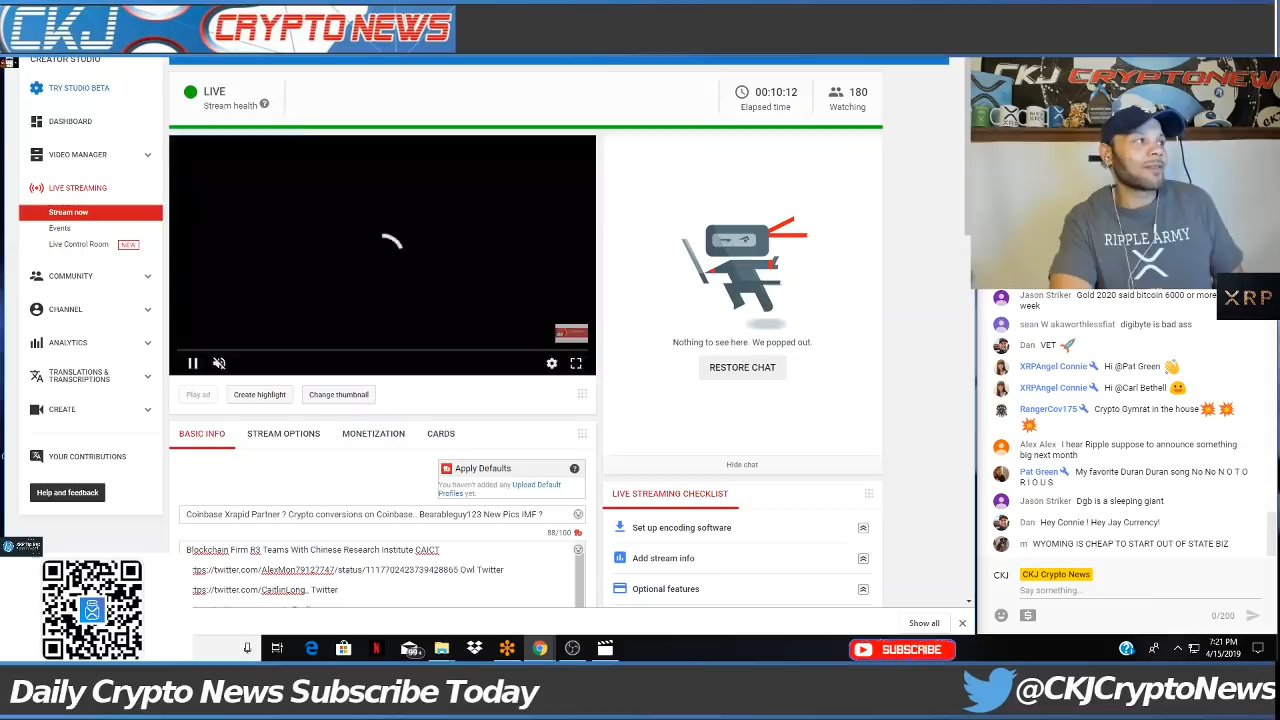 CKJ CRYPTO NEWS
CREATOR STUDIO
TRY STUDIO BETA
DASHBOARD
VIDEO MANAGER
LIVE STREAMING
Stream now
Events
Live Control Room NEW
COMMUNITY
CHANNEL
ANALYTICS
TRANSLATIONS &
TRANSCRIPTIONS
CREATE
YOUR CONTRIBUTIONS
Help and feedback
LIVE
Stream health ?
00:10:12
Elapsed time
180
Watching
Play ad
Create highlight
Change thumbnail
BASIC INFO
STREAM OPTIONS
MONETIZATION
CARDS
Apply Defaults ?
You haven't added any Upload Default
Profiles yet.
Coinbase Xrapid Partner ? Crypto conversions on Coinbase.. Bearableguy123 New Pics IMF ?
88/100
Blockchain Firm R3 Teams With Chinese Research Institute CAICT
tps://twitter.com/AlexMon79127747/status/1117702423739428865 Owl Twitter
tps://twitter.com/CaitlinLong_ Twitter
Nothing to see here. We popped out.
RESTORE CHAT
Hide chat
LIVE STREAMING CHECKLIST
Set up encoding software
Add stream info
Optional features
Show all
CKJ CRYPTO NEWS
RIPPLE ARMY
XRP
Jason Striker Gold 2020 said bitcoin 6000 or more
week
sean W akaworthlessfiat digibyte is bad ass
Dan VET
XRPAngel Connie Hi @Pat Green
XRPAngel Connie Hi @Carl Bethell
RangerCov175 Crypto Gymrat in the house
Alex Alex I hear Ripple suppose to announce something
big next month
Pat Green My favorite Duran Duran song No No N O T O
R I O U S
Jason Striker Dgb is a sleeping giant
Dan Hey Connie ! Hey Jay Currency!
m WYOMING IS CHEAP TO START OUT OF STATE BIZ
CKJ CKJ Crypto News
Say something...
0/200
99+
SUBSCRIBE
7:21 PM
4/15/2019
Daily Crypto News Subscribe Today
@CKJCryptoNews